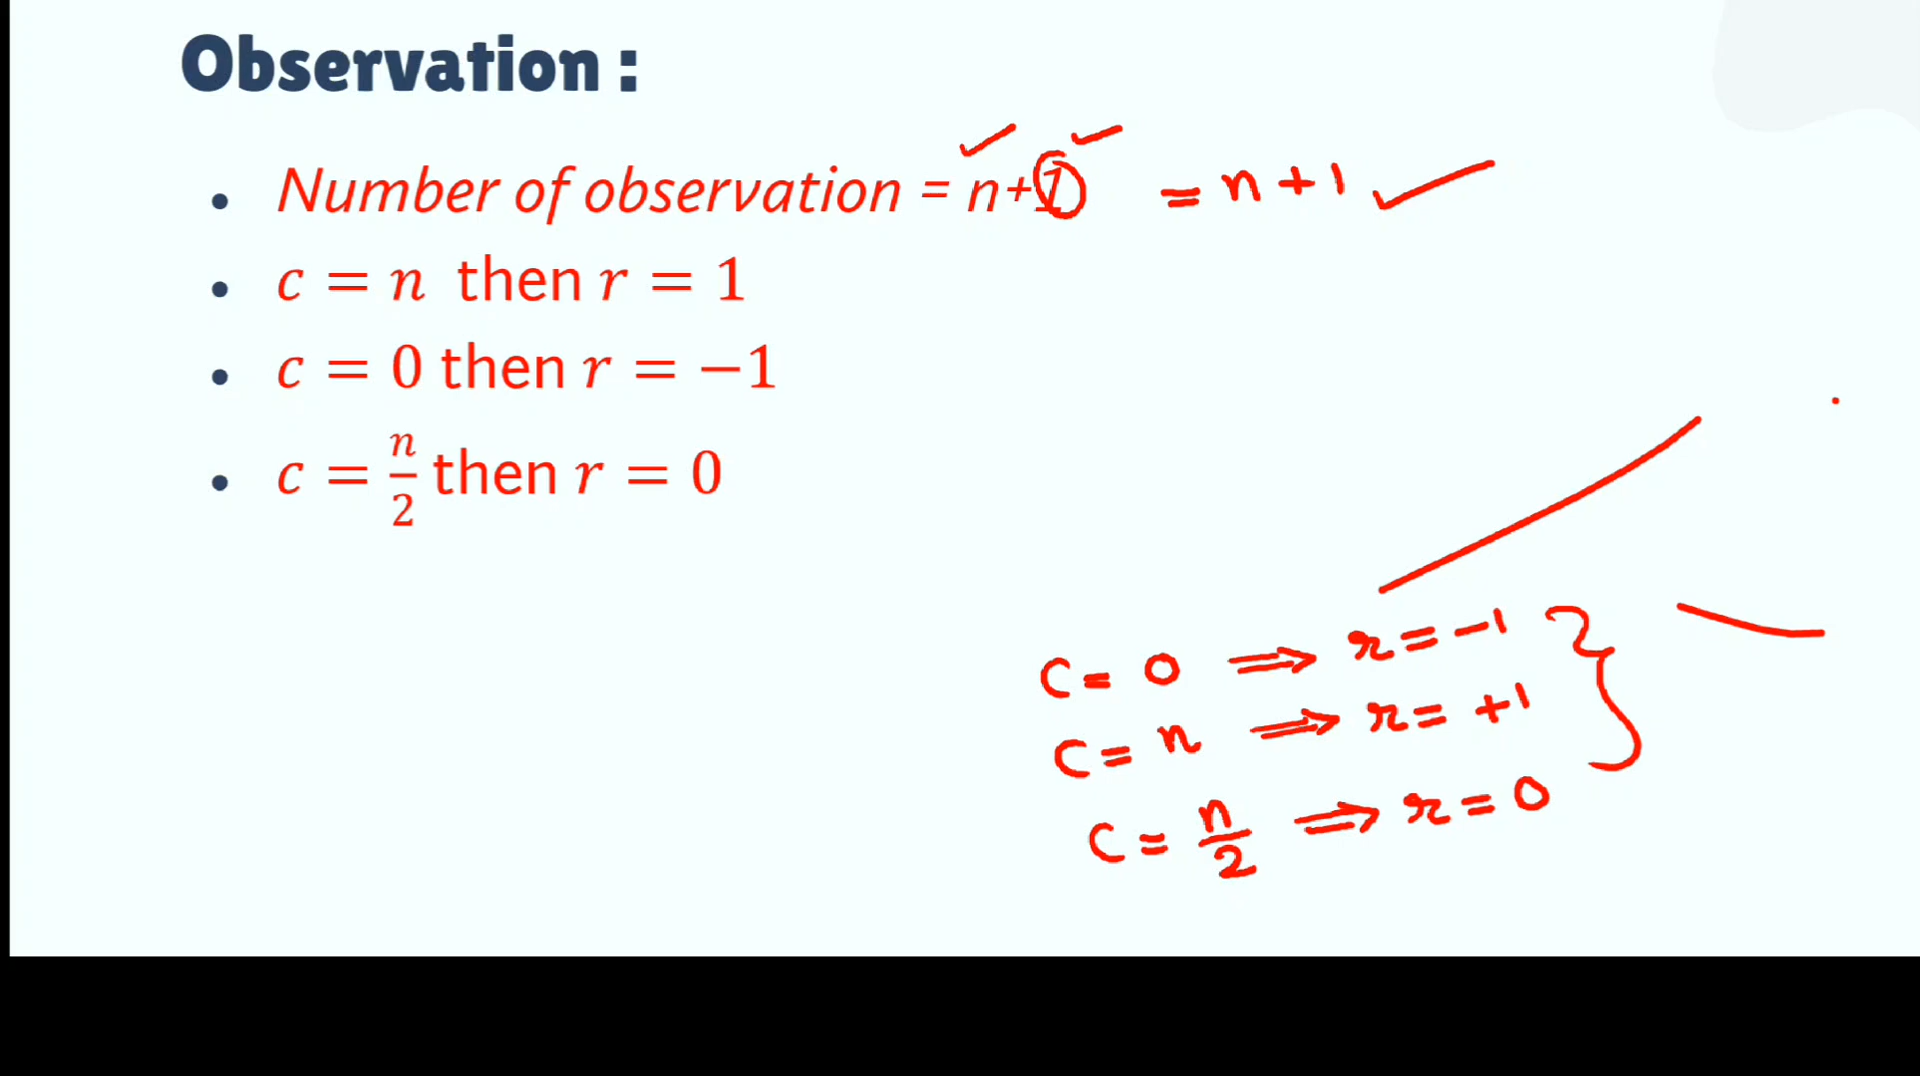 Observation :
• Number of observation = n+1 = n+1
• c = n then r = 1
• c = 0 then r = −1
• c = n/2 then r = 0
c = 0 ⟹ r = -1
c = n ⟹ r = +1
c = n/2 ⟹ r = 0